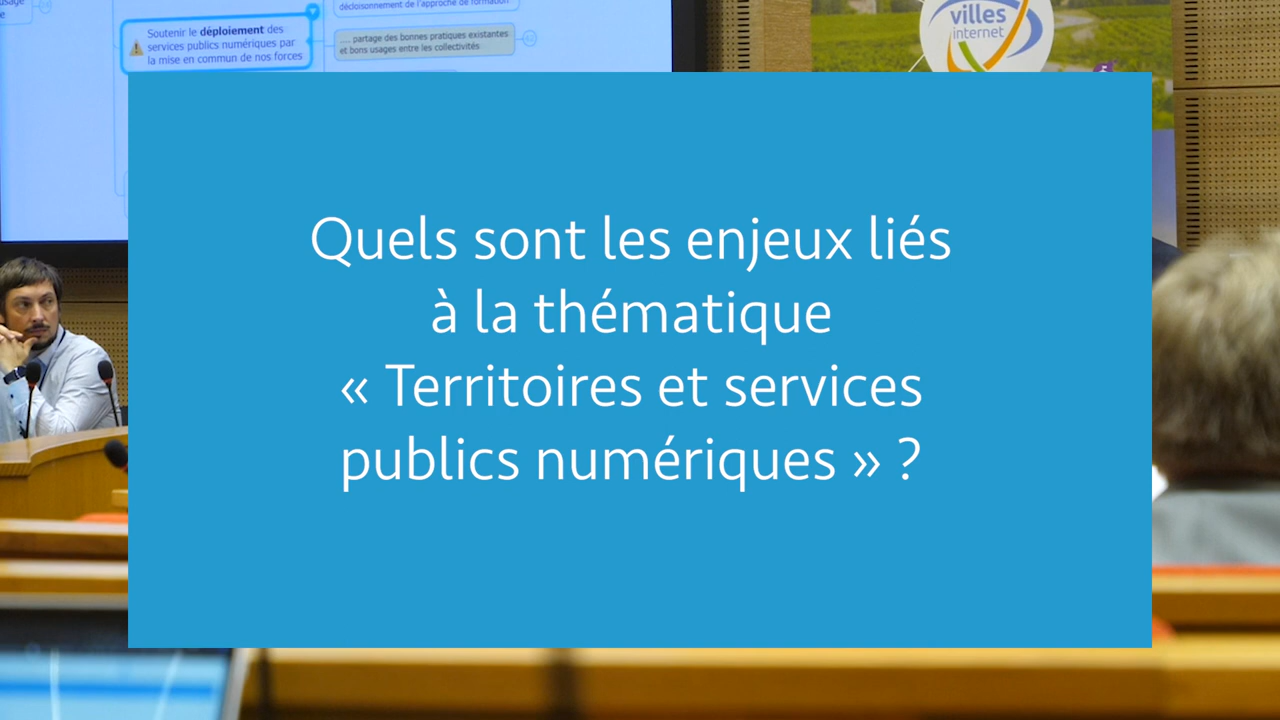 usage
e
Soutenir le déploiement des
services publics numériques par
la mise en commun de nos forces
décloisonnement de l'approche de formation
.... partage des bonnes pratiques existantes
et bons usages entre les collectivités
villes
internet
Quels sont les enjeux liés
à la thématique
« Territoires et services
publics numériques » ?